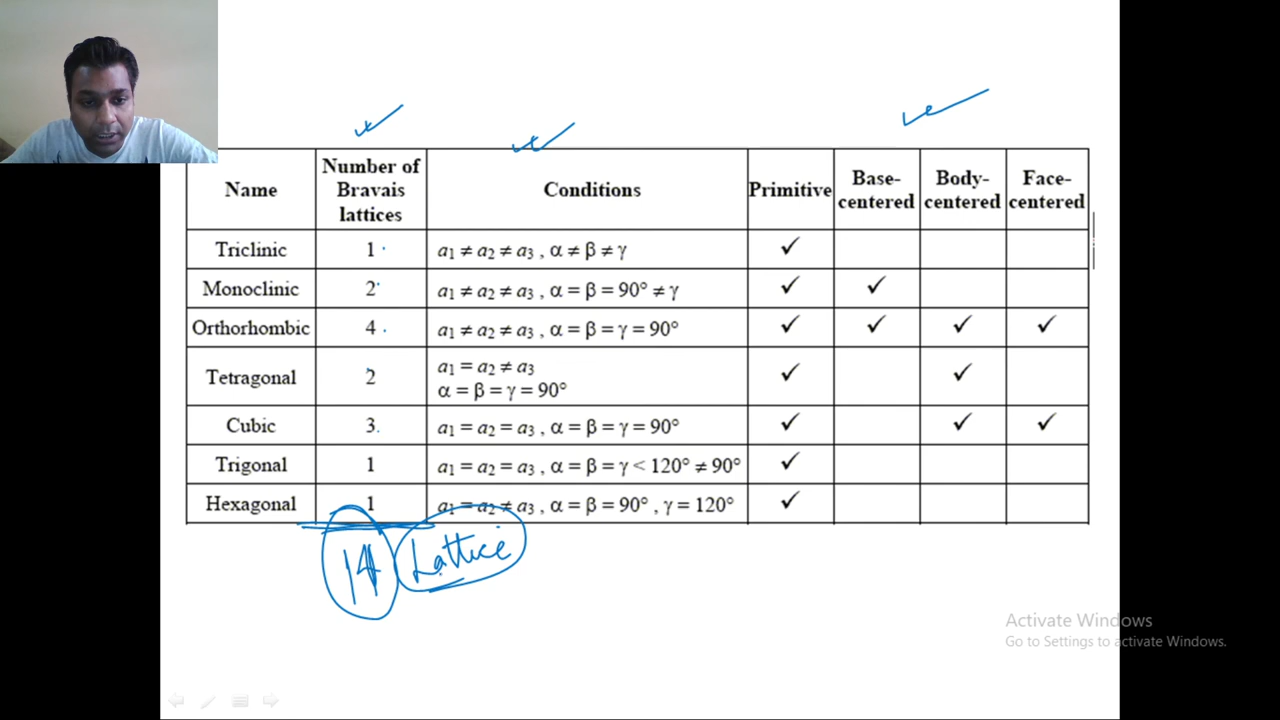 Name | Number of Bravais lattices | Conditions | Primitive | Base-centered | Body-centered | Face-centered
Triclinic | 1 | a₁ ≠ a₂ ≠ a₃ , α ≠ β ≠ γ | ✓
Monoclinic | 2 | a₁ ≠ a₂ ≠ a₃ , α = β = 90° ≠ γ | ✓ | ✓
Orthorhombic | 4 | a₁ ≠ a₂ ≠ a₃ , α = β = γ = 90° | ✓ | ✓ | ✓ | ✓
Tetragonal | 2 | a₁ = a₂ ≠ a₃ α = β = γ = 90° | ✓ | | ✓
Cubic | 3 | a₁ = a₂ = a₃ , α = β = γ = 90° | ✓ | | ✓ | ✓
Trigonal | 1 | a₁ = a₂ = a₃ , α = β = γ < 120° ≠ 90° | ✓
Hexagonal | 1 | a₁ = a₂ ≠ a₃ , α = β = 90° , γ = 120° | ✓
14 Lattice
Activate Windows
Go to Settings to activate Windows.